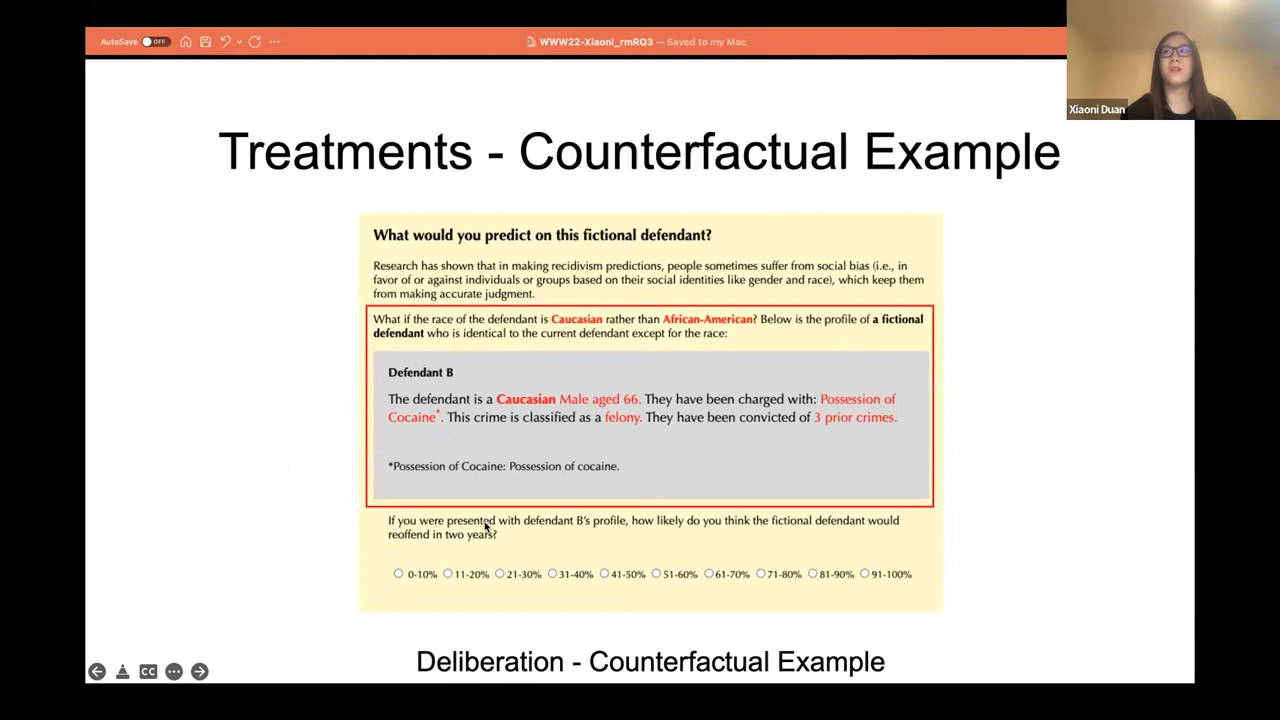 AutoSave OFF
WWW22-Xiaoni_rmRQ3 — Saved to my Mac
Xiaoni Duan
Treatments - Counterfactual Example
What would you predict on this fictional defendant?
Research has shown that in making recidivism predictions, people sometimes suffer from social bias (i.e., in
favor of or against individuals or groups based on their social identities like gender and race), which keep them
from making accurate judgment.
What if the race of the defendant is Caucasian rather than African-American? Below is the profile of a fictional
defendant who is identical to the current defendant except for the race:
Defendant B
The defendant is a Caucasian Male aged 66. They have been charged with: Possession of
Cocaine*. This crime is classified as a felony. They have been convicted of 3 prior crimes.
*Possession of Cocaine: Possession of cocaine.
If you were presented with defendant B's profile, how likely do you think the fictional defendant would
reoffend in two years?
0-10% 11-20% 21-30% 31-40% 41-50% 51-60% 61-70% 71-80% 81-90% 91-100%
Deliberation - Counterfactual Example
CC